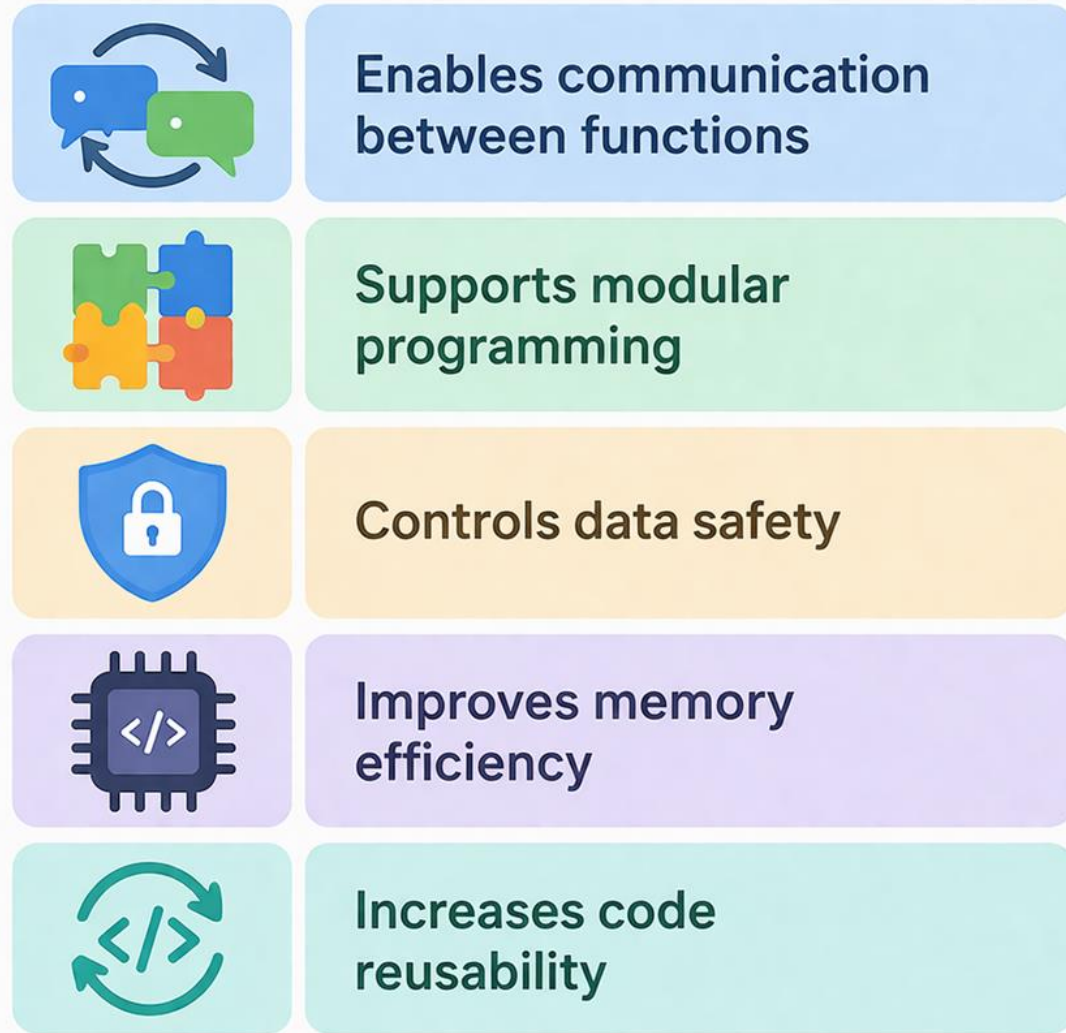 Enables communication
between functions
Supports modular
programming
Controls data safety
</>
Improves memory
efficiency
</>
Increases code
reusability